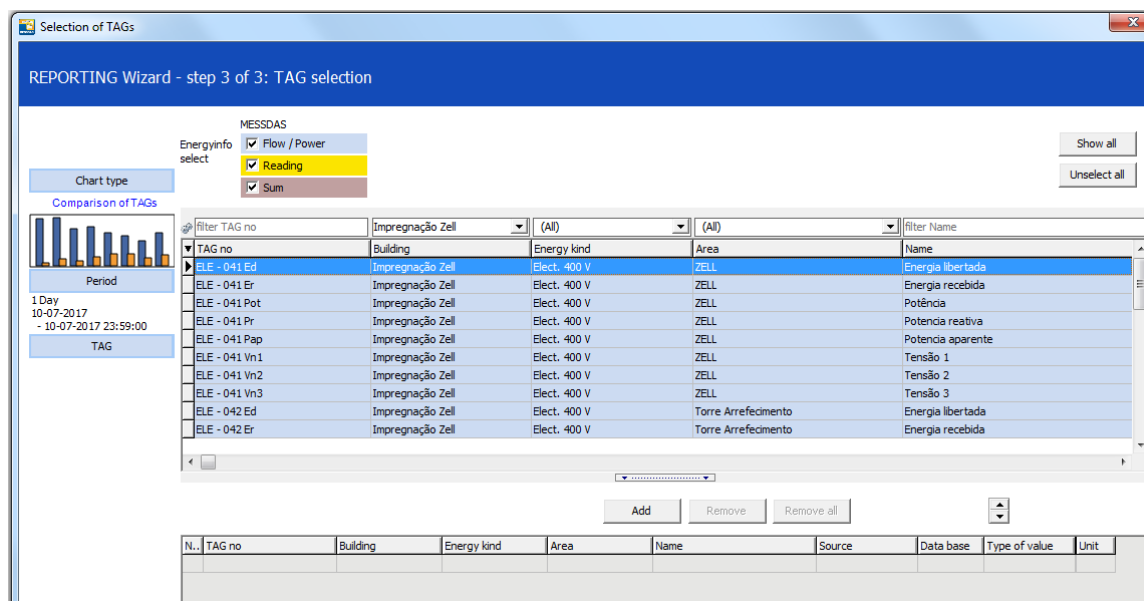 Selection of TAGs
REPORTING Wizard - step 3 of 3: TAG selection
MESSDAS
Energyinfo select
Flow / Power
Reading
Sum
Show all
Unselect all
Chart type
Comparison of TAGs
Period
1 Day
10-07-2017
- 10-07-2017 23:59:00
TAG
filter TAG no Impregnação Zell (All) (All) filter Name
TAG no Building Energy kind Area Name
ELE - 041 Ed Impregnação Zell Elect. 400 V ZELL Energia libertada
ELE - 041 Er Impregnação Zell Elect. 400 V ZELL Energia recebida
ELE - 041 Pot Impregnação Zell Elect. 400 V ZELL Potência
ELE - 041 Pr Impregnação Zell Elect. 400 V ZELL Potencia reativa
ELE - 041 Pap Impregnação Zell Elect. 400 V ZELL Potencia aparente
ELE - 041 Vn1 Impregnação Zell Elect. 400 V ZELL Tensão 1
ELE - 041 Vn2 Impregnação Zell Elect. 400 V ZELL Tensão 2
ELE - 041 Vn3 Impregnação Zell Elect. 400 V ZELL Tensão 3
ELE - 042 Ed Impregnação Zell Elect. 400 V Torre Arrefecimento Energia libertada
ELE - 042 Er Impregnação Zell Elect. 400 V Torre Arrefecimento Energia recebida
Add Remove Remove all
N.. TAG no Building Energy kind Area Name Source Data base Type of value Unit